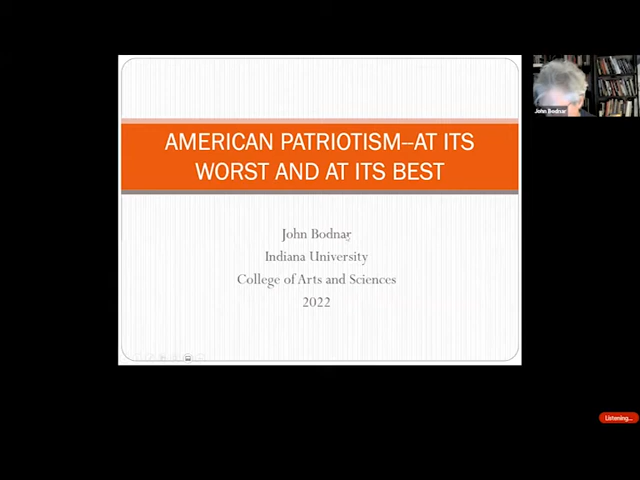 AMERICAN PATRIOTISM--AT ITS
WORST AND AT ITS BEST
John Bodnar
Indiana University
College of Arts and Sciences
2022
John Bodnar
Listening...